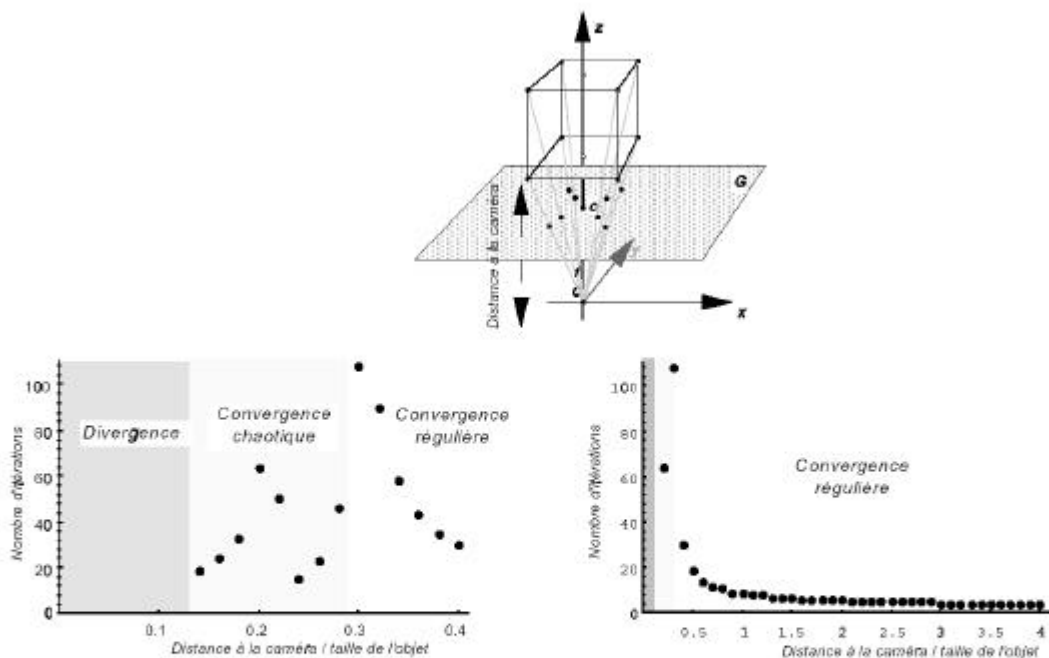 z
G
c
Distance à la caméra
y
f
x
100
80
60
40
20
0
Nombre d'itérations
Divergence
Convergence
chaotique
Convergence
régulière
0.1
0.2
0.3
0.4
Distance à la caméra / taille de l'objet
100
80
60
40
20
0
Nombre d'itérations
Convergence
régulière
0.5
1
1.5
2
2.5
3
3.5
4
Distance à la caméra / taille de l'objet